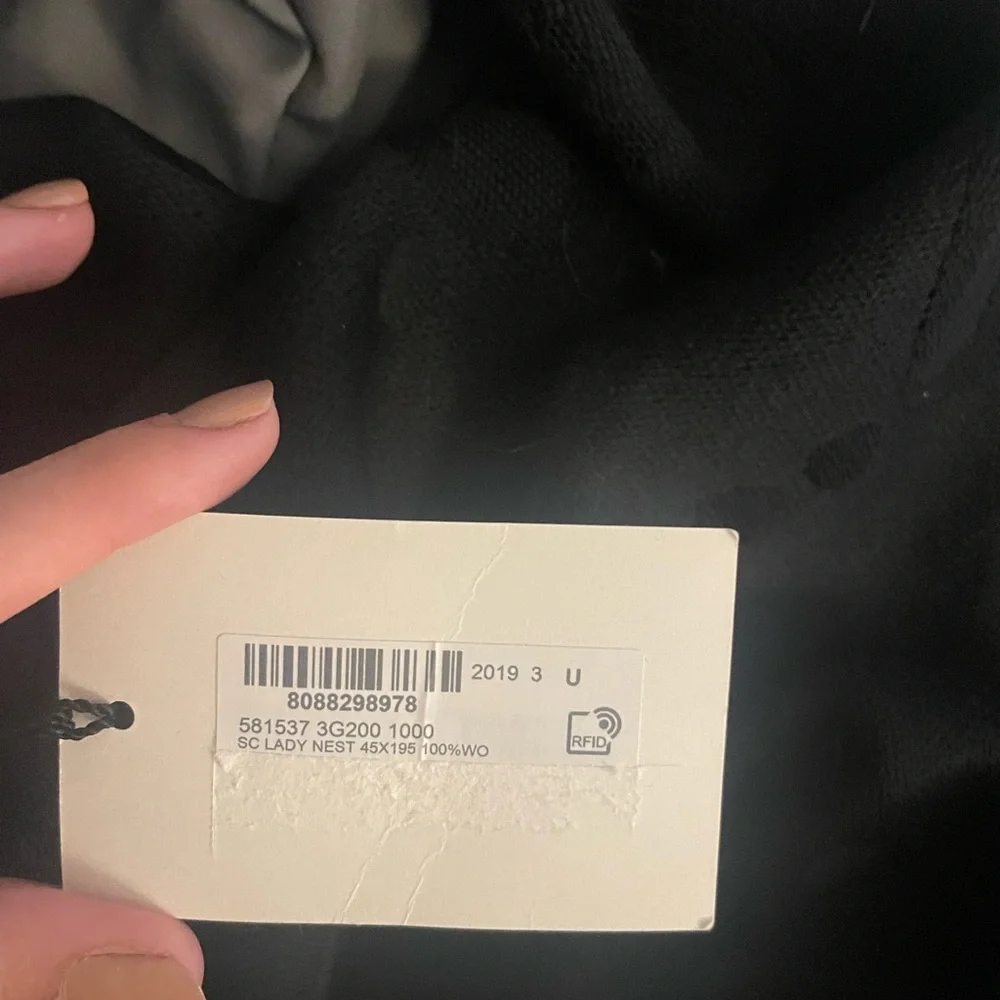 2019 3 U
8088298978
581537 3G200 1000
SC LADY NEST 45X195 100%WO
RFID